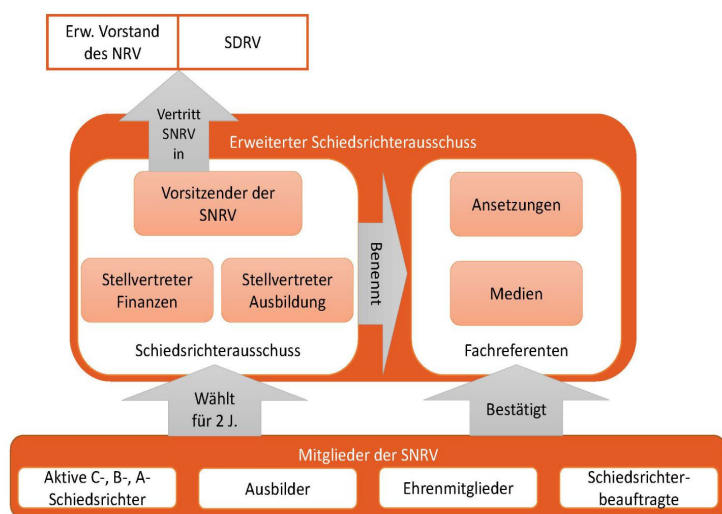 Erw. Vorstand
des NRV
SDRV
Vertritt
SNRV
in
Erweiterter Schiedsrichterausschuss
Vorsitzender der
SNRV
Stellvertreter
Finanzen
Stellvertreter
Ausbildung
Schiedsrichterausschuss
Benennt
Ansetzungen
Medien
Fachreferenten
Wählt
für 2 J.
Bestätigt
Mitglieder der SNRV
Aktive C-, B-, A-
Schiedsrichter
Ausbilder
Ehrenmitglieder
Schiedsrichter-
beauftragte